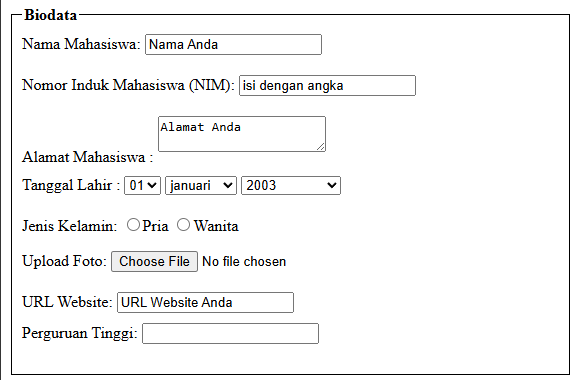 Biodata
Nama Mahasiswa: Nama Anda
Nomor Induk Mahasiswa (NIM): isi dengan angka
Alamat Anda
Alamat Mahasiswa :
Tanggal Lahir : 01 januari 2003
Jenis Kelamin: Pria Wanita
Upload Foto: Choose File No file chosen
URL Website: URL Website Anda
Perguruan Tinggi: